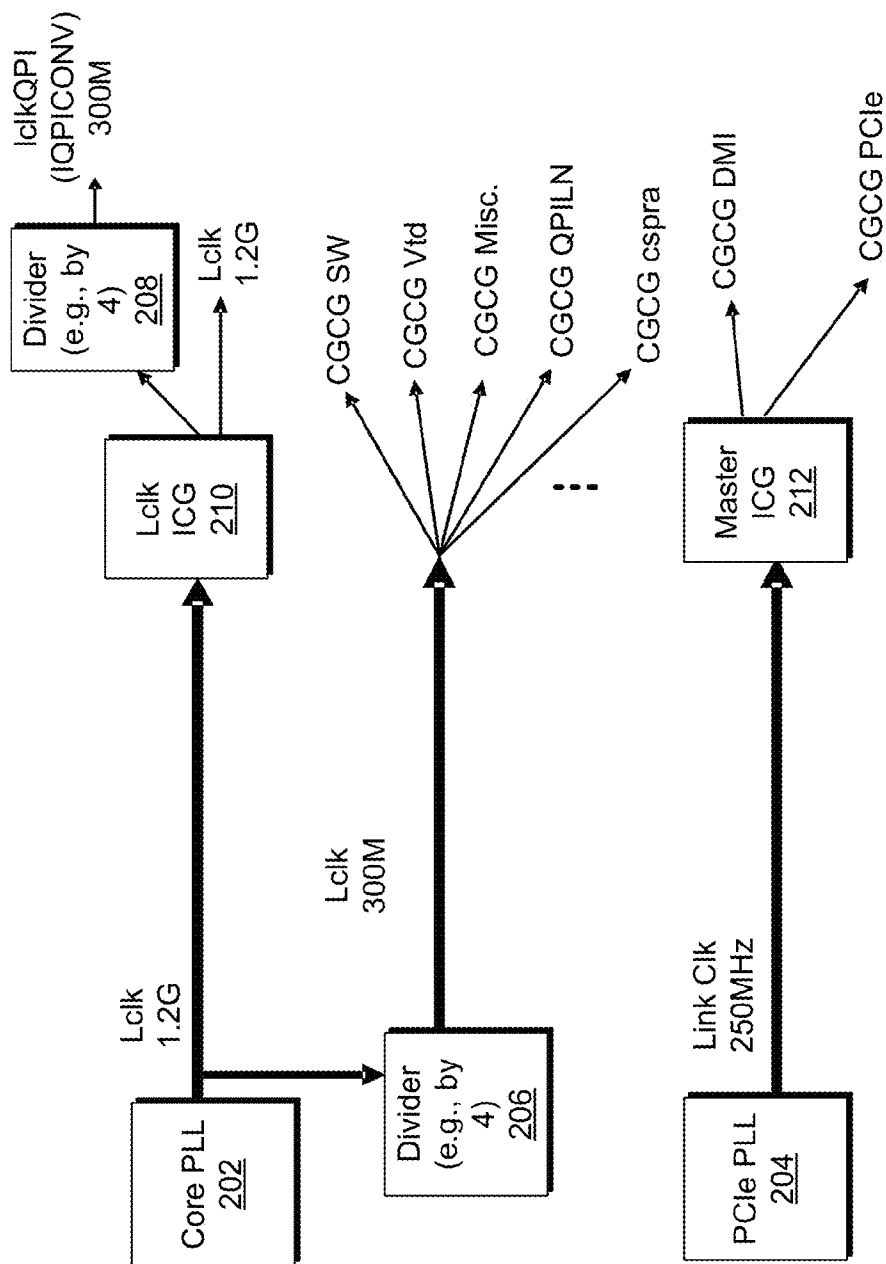 Core PLL
202
Lclk
1.2G
Lclk
ICG
210
Divider
(e.g., by
4)
208
lclkQPI
(IQPICONV)
300M
Lclk
1.2G
Divider
(e.g., by
4)
206
Lclk
300M
CGCG SW
CGCG Vtd
CGCG Misc.
CGCG QPILN
CGCG cspra
PCIe PLL
204
Link Clk
250MHz
Master
ICG
212
CGCG DMI
CGCG PCIe